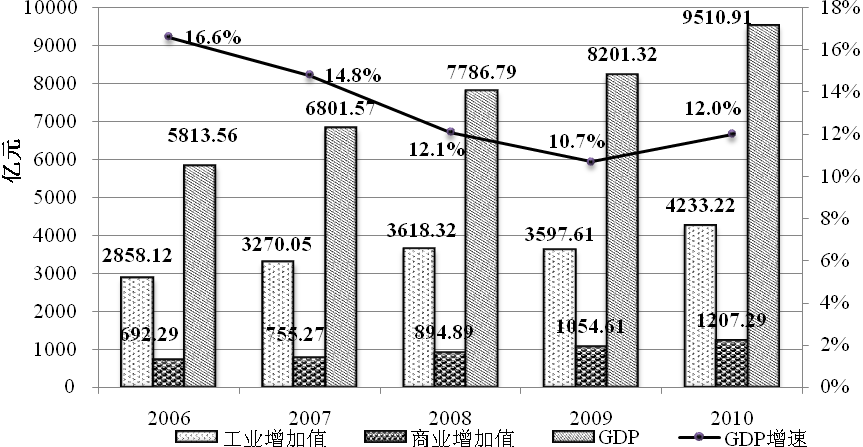 10000 9510.91 18%
9000 16.6% 8201.32 16%
8000 14.8% 7786.79 14%
7000 6801.57 12.0% 12%
6000 5813.56 12.1% 10.7% 10%
亿元
5000 4233.22 8%
4000 2858.12 3270.05 3618.32 3597.61 6%
3000
2000 4%
1000 692.29 755.27 894.89 1054.61 1207.29 2%
0 0%
2006 2007 2008 2009 2010
工业增加值 商业增加值 GDP GDP增速